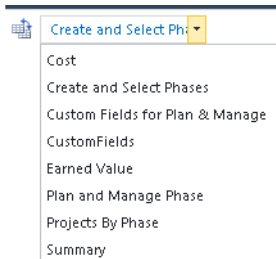 Create and Select Pha
Cost
Create and Select Phases
Custom Fields for Plan & Manage
CustomFields
Earned Value
Plan and Manage Phase
Projects By Phase
Summary